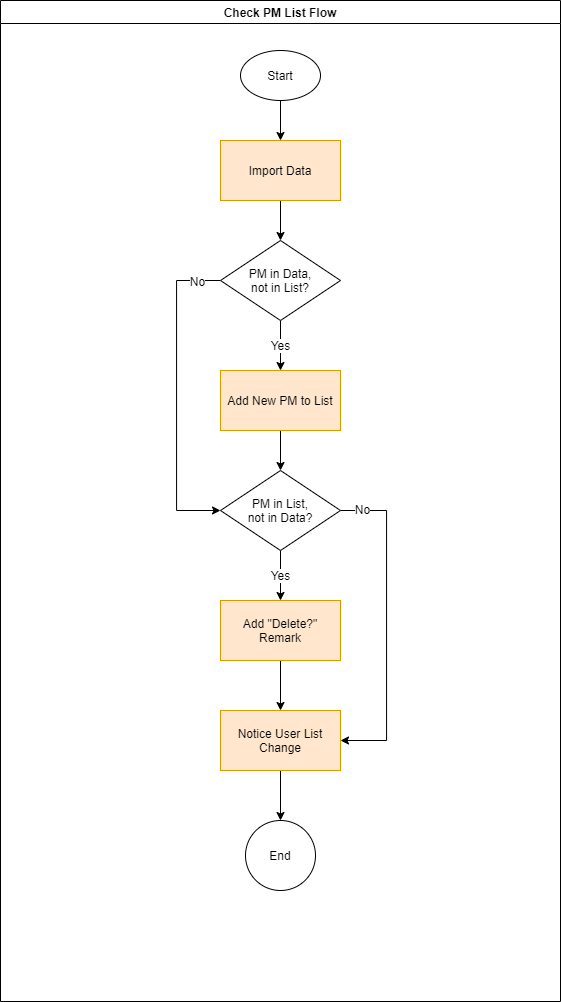 Check PM List Flow
Start
Import Data
PM in Data,
not in List?
No
Yes
Add New PM to List
PM in List,
not in Data?
No
Yes
Add "Delete?"
Remark
Notice User List
Change
End